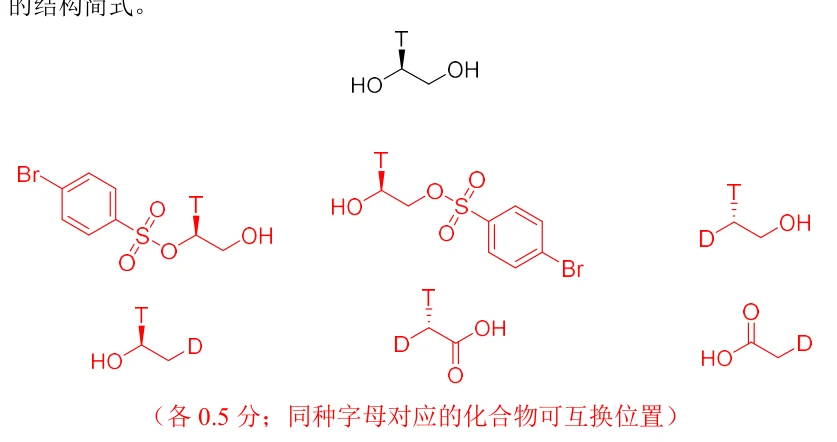 的结构简式。
T
HO OH
Br T O S O O OH
T HO O O S O Br
T D OH
T HO D
T D OH O
O HO D
（各 0.5 分；同种字母对应的化合物可互换位置）